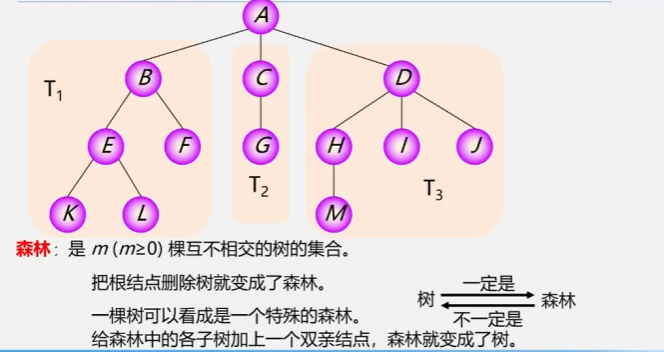 A
T1
B
C
D
E
F
G
H
I
J
T2
T3
K
L
M
森林：是 m (m≥0) 棵互不相交的树的集合。
把根结点删除树就变成了森林。
一定是
树
森林
不一定是
一棵树可以看成是一个特殊的森林。
给森林中的各子树加上一个双亲结点，森林就变成了树。